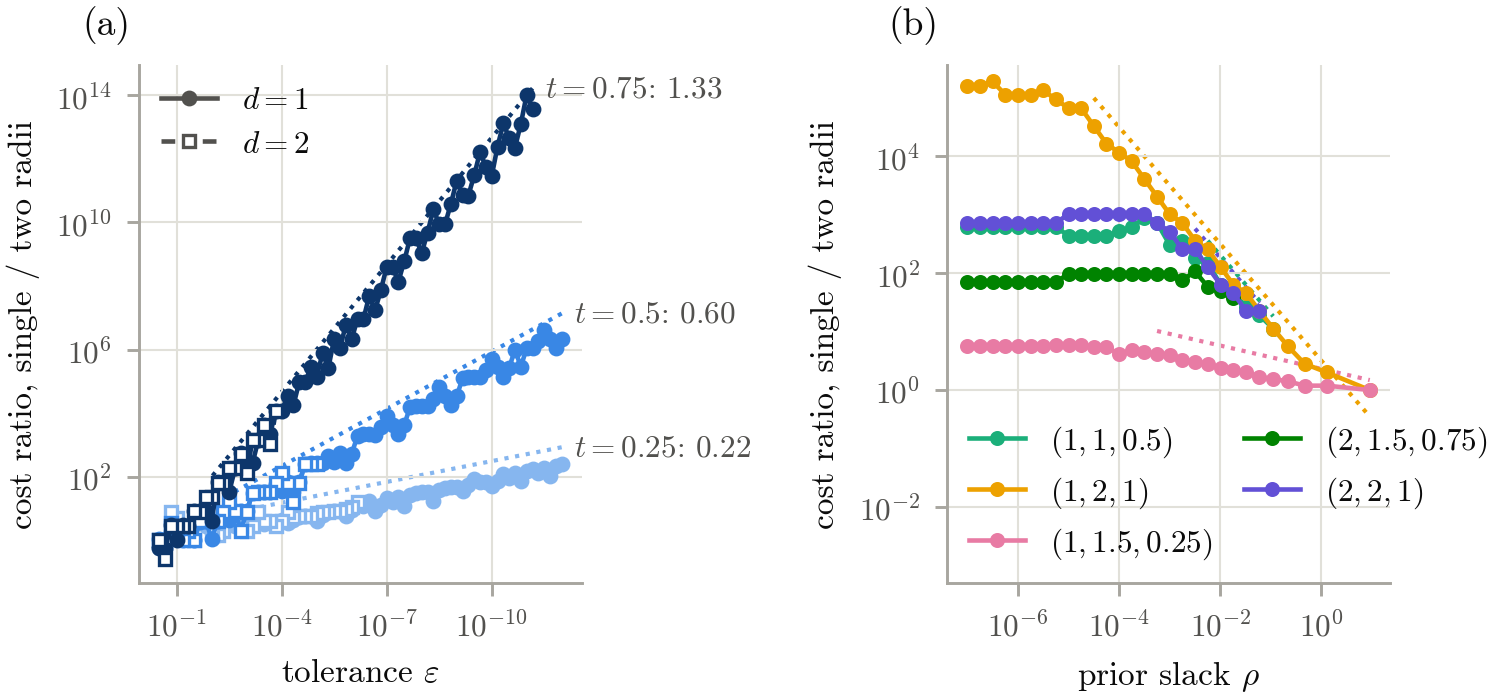 (a)
cost ratio, single / two radii
10^14
10^10
10^6
10^2
d = 1
d = 2
t = 0.75: 1.33
t = 0.5: 0.60
t = 0.25: 0.22
10^−1
10^−4
10^−7
10^−10
tolerance ε
(b)
cost ratio, single / two radii
10^4
10^2
10^0
10^−2
(1, 1, 0.5)
(1, 2, 1)
(1, 1.5, 0.25)
(2, 1.5, 0.75)
(2, 2, 1)
10^−6
10^−4
10^−2
10^0
prior slack ρ